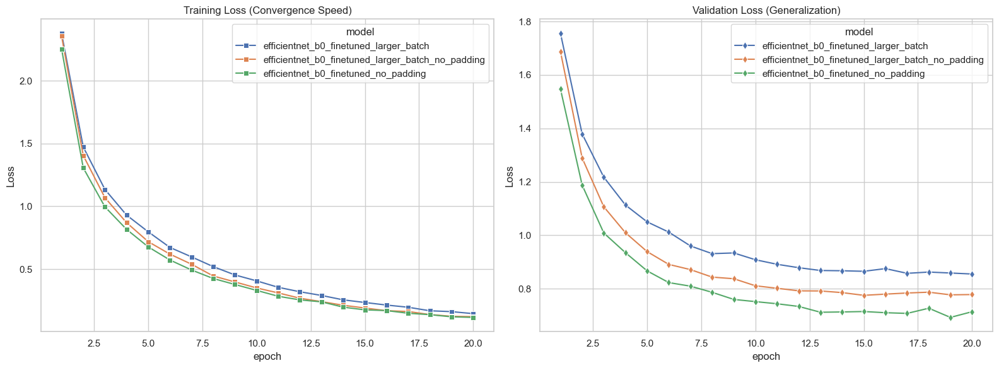 Training Loss (Convergence Speed)
model
efficientnet_b0_finetuned_larger_batch
efficientnet_b0_finetuned_larger_batch_no_padding
efficientnet_b0_finetuned_no_padding
2.0
1.5
1.0
0.5
Loss
2.5 5.0 7.5 10.0 12.5 15.0 17.5 20.0
epoch
Validation Loss (Generalization)
model
efficientnet_b0_finetuned_larger_batch
efficientnet_b0_finetuned_larger_batch_no_padding
efficientnet_b0_finetuned_no_padding
1.8
1.6
1.4
1.2
1.0
0.8
Loss
2.5 5.0 7.5 10.0 12.5 15.0 17.5 20.0
epoch